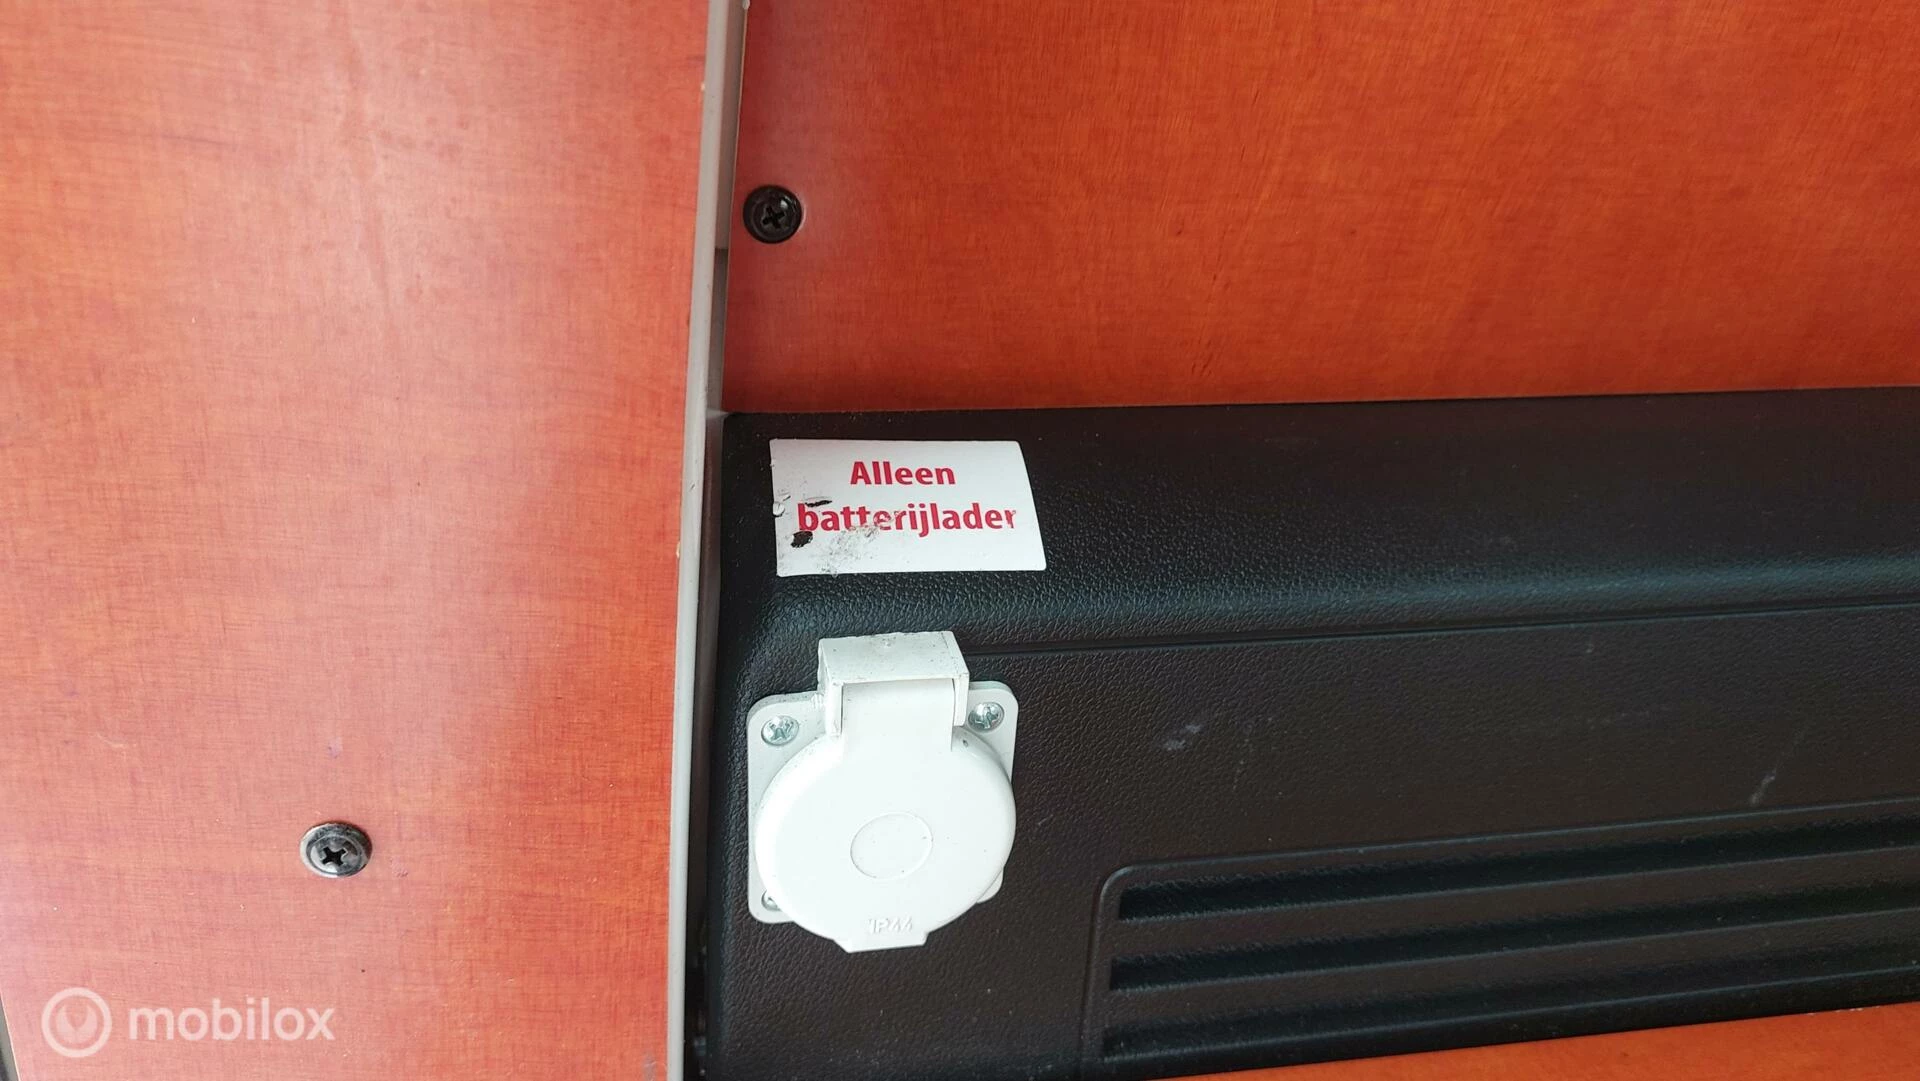 Alleen
batterijlader
IP44
mobilox